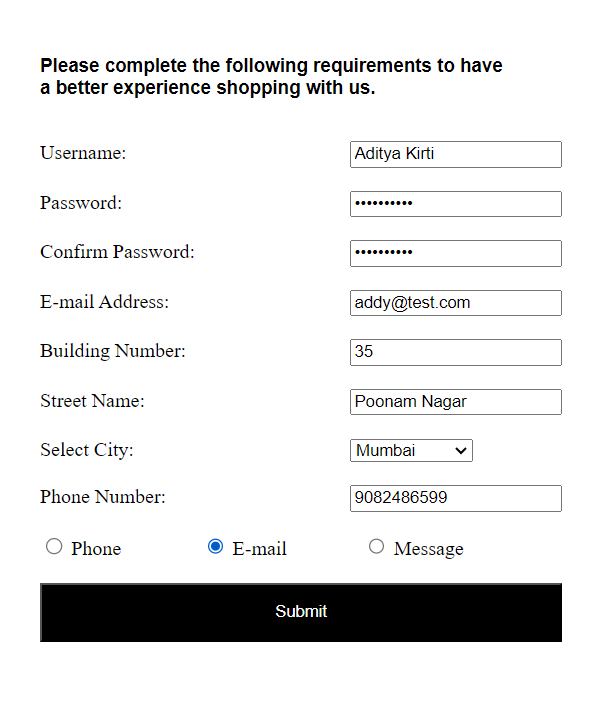 Please complete the following requirements to have
a better experience shopping with us.
Username: Aditya Kirti
Password: ••••••••••
Confirm Password: ••••••••••
E-mail Address: addy@test.com
Building Number: 35
Street Name: Poonam Nagar
Select City: Mumbai
Phone Number: 9082486599
Phone E-mail Message
Submit